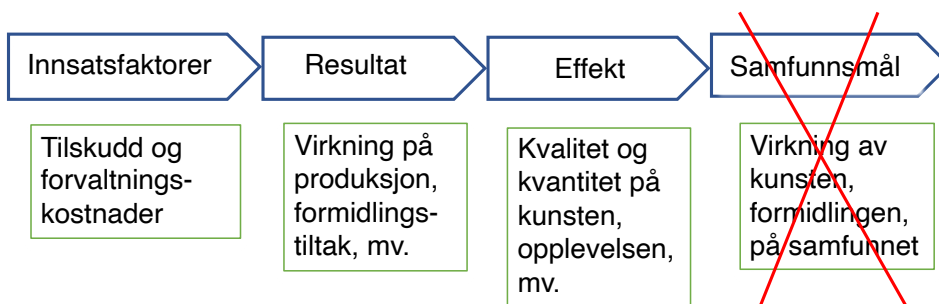 Innsatsfaktorer
Resultat
Effekt
Samfunnsmål
Tilskudd og
forvaltnings-
kostnader
Virkning på
produksjon,
formidlings-
tiltak, mv.
Kvalitet og
kvantitet på
kunsten,
opplevelsen,
mv.
Virkning av
kunsten,
formidlingen,
på samfunnet